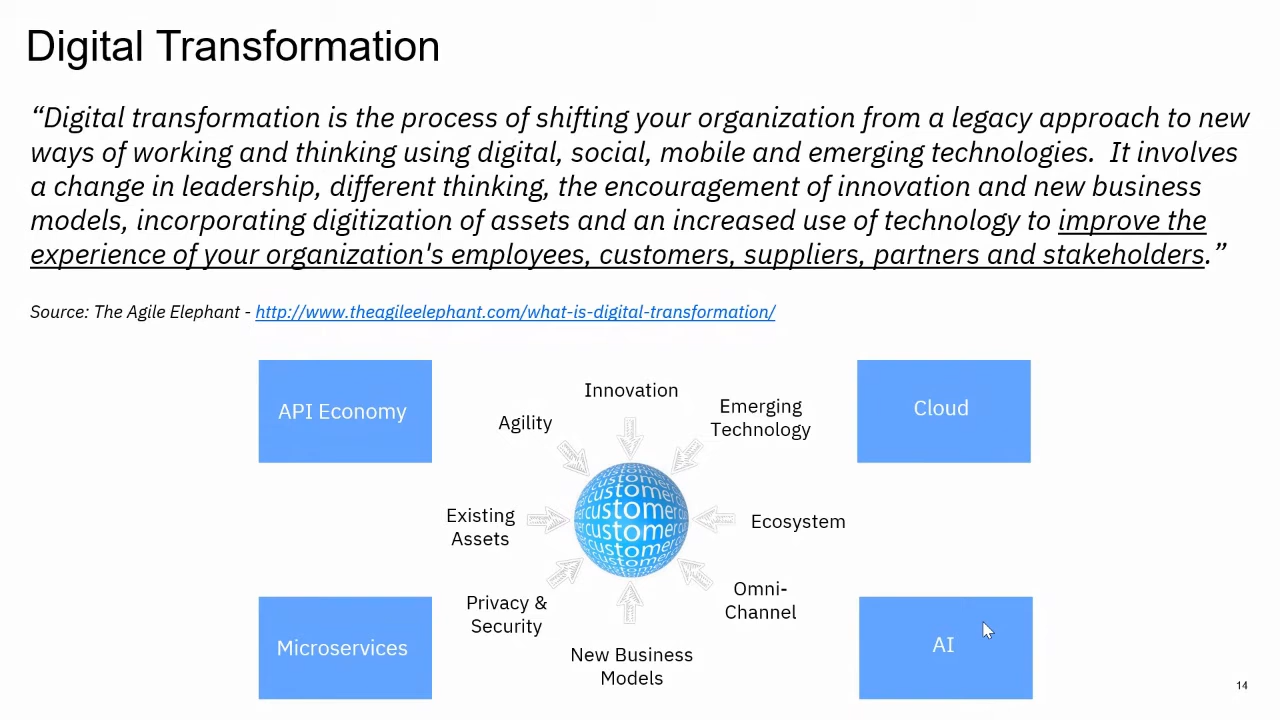 Digital Transformation
“Digital transformation is the process of shifting your organization from a legacy approach to new
ways of working and thinking using digital, social, mobile and emerging technologies.  It involves
a change in leadership, different thinking, the encouragement of innovation and new business
models, incorporating digitization of assets and an increased use of technology to improve the
experience of your organization's employees, customers, suppliers, partners and stakeholders.”
Source: The Agile Elephant - http://www.theagileelephant.com/what-is-digital-transformation/
API Economy
Innovation
Agility
Emerging
Technology
Cloud
Existing
Assets
customer
customer
customer
customer
Ecosystem
Privacy &
Security
Omni-
Channel
New Business
Models
Microservices
AI
14